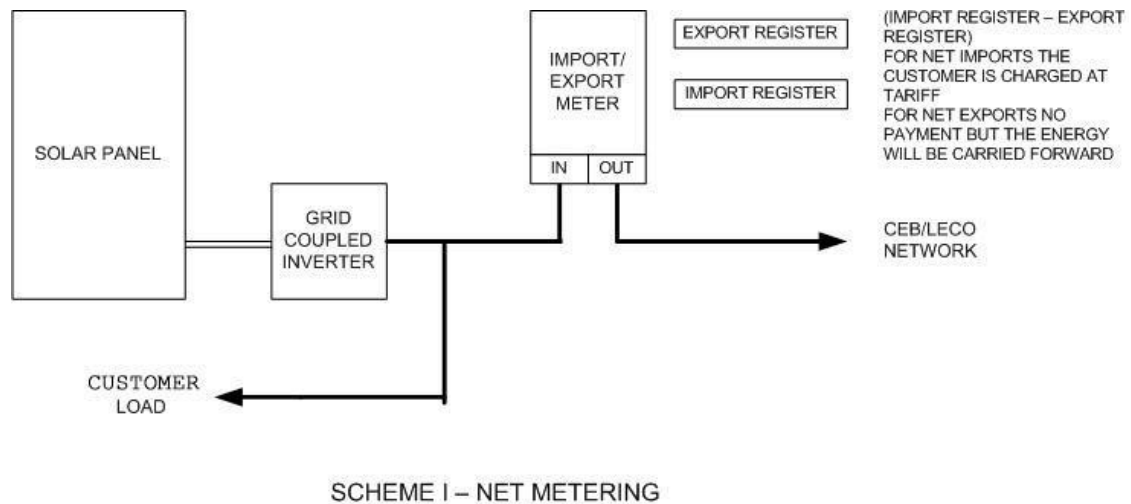 SOLAR PANEL
GRID
COUPLED
INVERTER
IMPORT/
EXPORT
METER
IN
OUT
EXPORT REGISTER
IMPORT REGISTER
(IMPORT REGISTER – EXPORT
REGISTER)
FOR NET IMPORTS THE
CUSTOMER IS CHARGED AT
TARIFF
FOR NET EXPORTS NO
PAYMENT BUT THE ENERGY
WILL BE CARRIED FORWARD
CEB/LECO
NETWORK
CUSTOMER
LOAD
SCHEME I – NET METERING